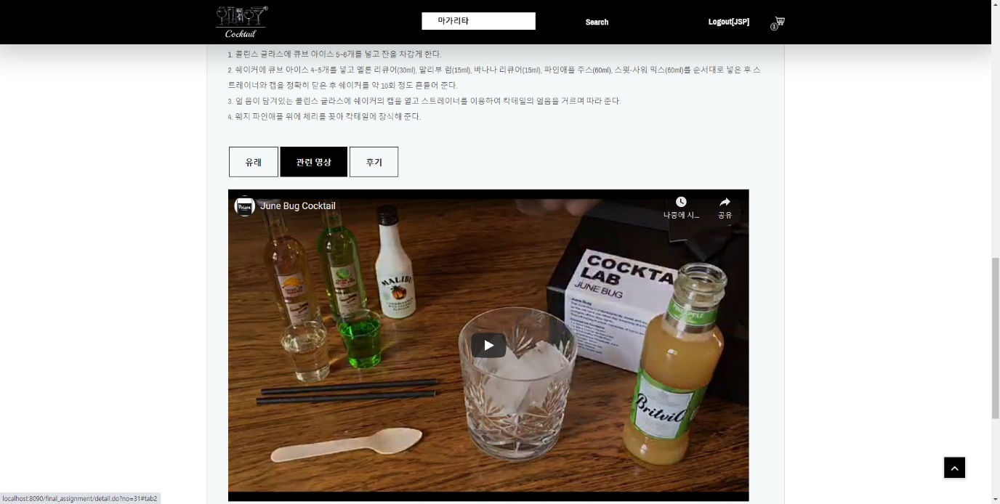 Cocktail
마가리타
Search
Logout[JSP]
1
1. 콜린스 글라스에 큐브 아이스 5~6개를 넣고 잔을 차갑게 한다.
2. 쉐이커에 큐브 아이스 4~5개를 넣고 멜론 리큐어(30ml), 말리부 럼(15ml), 바나나 리큐어(15ml), 파인애플 주스(60ml), 스윗-사워 믹스(60ml)를 순서대로 넣은 후 스
트레이너와 캡을 정확히 닫은 후 쉐이커를 약 10회 정도 흔들어 준다.
3. 얼 음이 담겨있는 콜린스 글라스에 쉐이커의 캡을 열고 스트레이너를 이용하여 칵테일의 얼음을 거르며 따라 준다.
4. 웨지 파인애플 위에 체리를 꽂아 칵테일에 장식해 준다.
유래
관련 영상
후기
June Bug Cocktail
나중에 시...
공유
MALIBU
COCKTA
LAB
JUNE BUG
June Bug
PINEAPPLE
Britvic
localhost:8090/final_assignment/detail.do?no=31#tab2